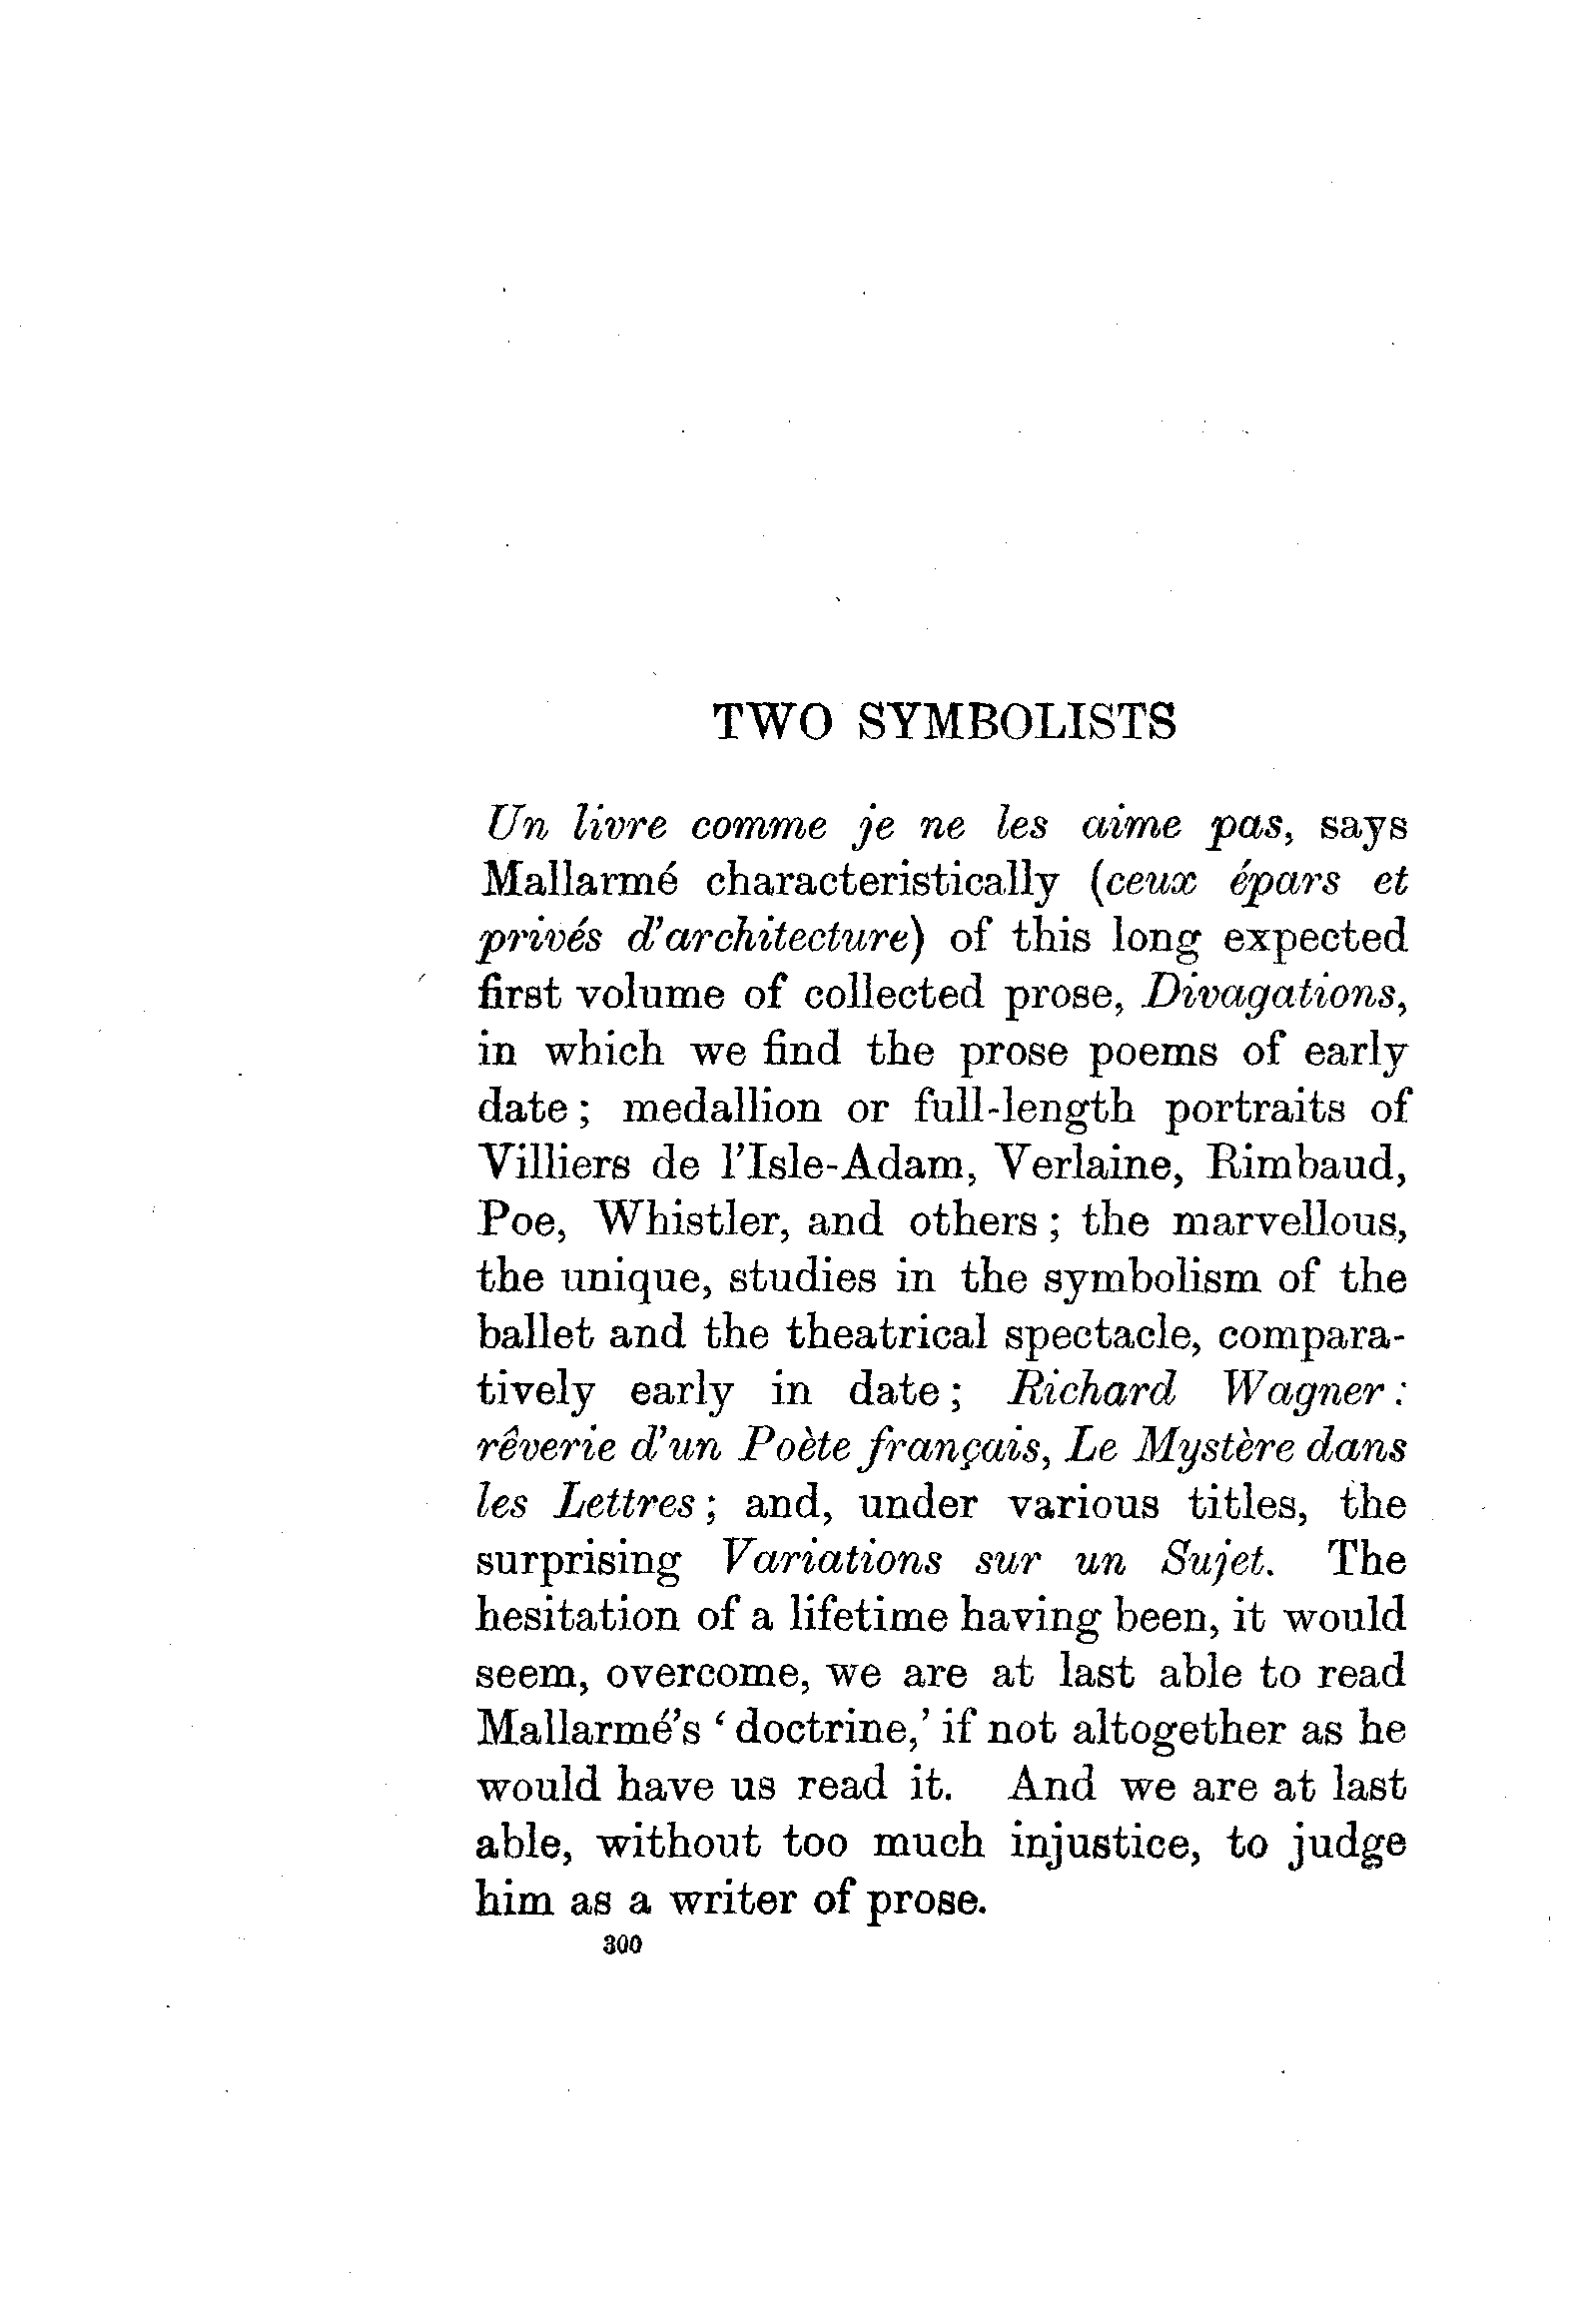 TWO SYMBOLISTS
Un livre comme je ne les aime pas, says
Mallarmé characteristically (ceux épars et
privés d'architecture) of this long expected
first volume of collected prose, Divagations,
in which we find the prose poems of early
date; medallion or full-length portraits of
Villiers de l'Isle-Adam, Verlaine, Rimbaud,
Poe, Whistler, and others; the marvellous,
the unique, studies in the symbolism of the
ballet and the theatrical spectacle, compara-
tively early in date; Richard Wagner:
rêverie d'un Poète français, Le Mystère dans
les Lettres; and, under various titles, the
surprising Variations sur un Sujet. The
hesitation of a lifetime having been, it would
seem, overcome, we are at last able to read
Mallarmé's ‘doctrine,’ if not altogether as he
would have us read it. And we are at last
able, without too much injustice, to judge
him as a writer of prose.
300